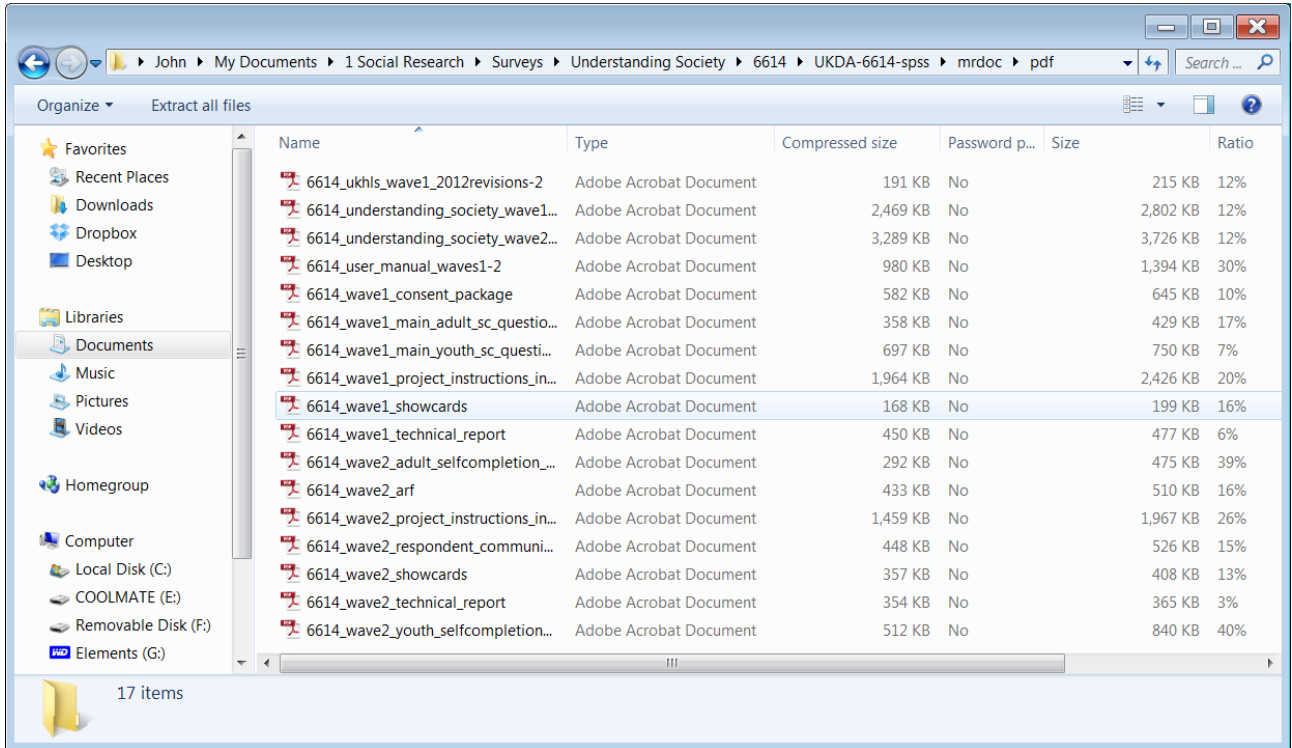 John ▸ My Documents ▸ 1 Social Research ▸ Surveys ▸ Understanding Society ▸ 6614 ▸ UKDA-6614-spss ▸ mrdoc ▸ pdf
Search ...
Organize
Extract all files
Favorites
Recent Places
Downloads
Dropbox
Desktop
Libraries
Documents
Music
Pictures
Videos
Homegroup
Computer
Local Disk (C:)
COOLMATE (E:)
Removable Disk (F:)
Elements (G:)
Name Type Compressed size Password p... Size Ratio
6614_ukhls_wave1_2012revisions-2 Adobe Acrobat Document 191 KB No 215 KB 12%
6614_understanding_society_wave1... Adobe Acrobat Document 2,469 KB No 2,802 KB 12%
6614_understanding_society_wave2... Adobe Acrobat Document 3,289 KB No 3,726 KB 12%
6614_user_manual_waves1-2 Adobe Acrobat Document 980 KB No 1,394 KB 30%
6614_wave1_consent_package Adobe Acrobat Document 582 KB No 645 KB 10%
6614_wave1_main_adult_sc_questio... Adobe Acrobat Document 358 KB No 429 KB 17%
6614_wave1_main_youth_sc_questi... Adobe Acrobat Document 697 KB No 750 KB 7%
6614_wave1_project_instructions_in... Adobe Acrobat Document 1,964 KB No 2,426 KB 20%
6614_wave1_showcards Adobe Acrobat Document 168 KB No 199 KB 16%
6614_wave1_technical_report Adobe Acrobat Document 450 KB No 477 KB 6%
6614_wave2_adult_selfcompletion_... Adobe Acrobat Document 292 KB No 475 KB 39%
6614_wave2_arf Adobe Acrobat Document 433 KB No 510 KB 16%
6614_wave2_project_instructions_in... Adobe Acrobat Document 1,459 KB No 1,967 KB 26%
6614_wave2_respondent_communi... Adobe Acrobat Document 448 KB No 526 KB 15%
6614_wave2_showcards Adobe Acrobat Document 357 KB No 408 KB 13%
6614_wave2_technical_report Adobe Acrobat Document 354 KB No 365 KB 3%
6614_wave2_youth_selfcompletion... Adobe Acrobat Document 512 KB No 840 KB 40%
17 items